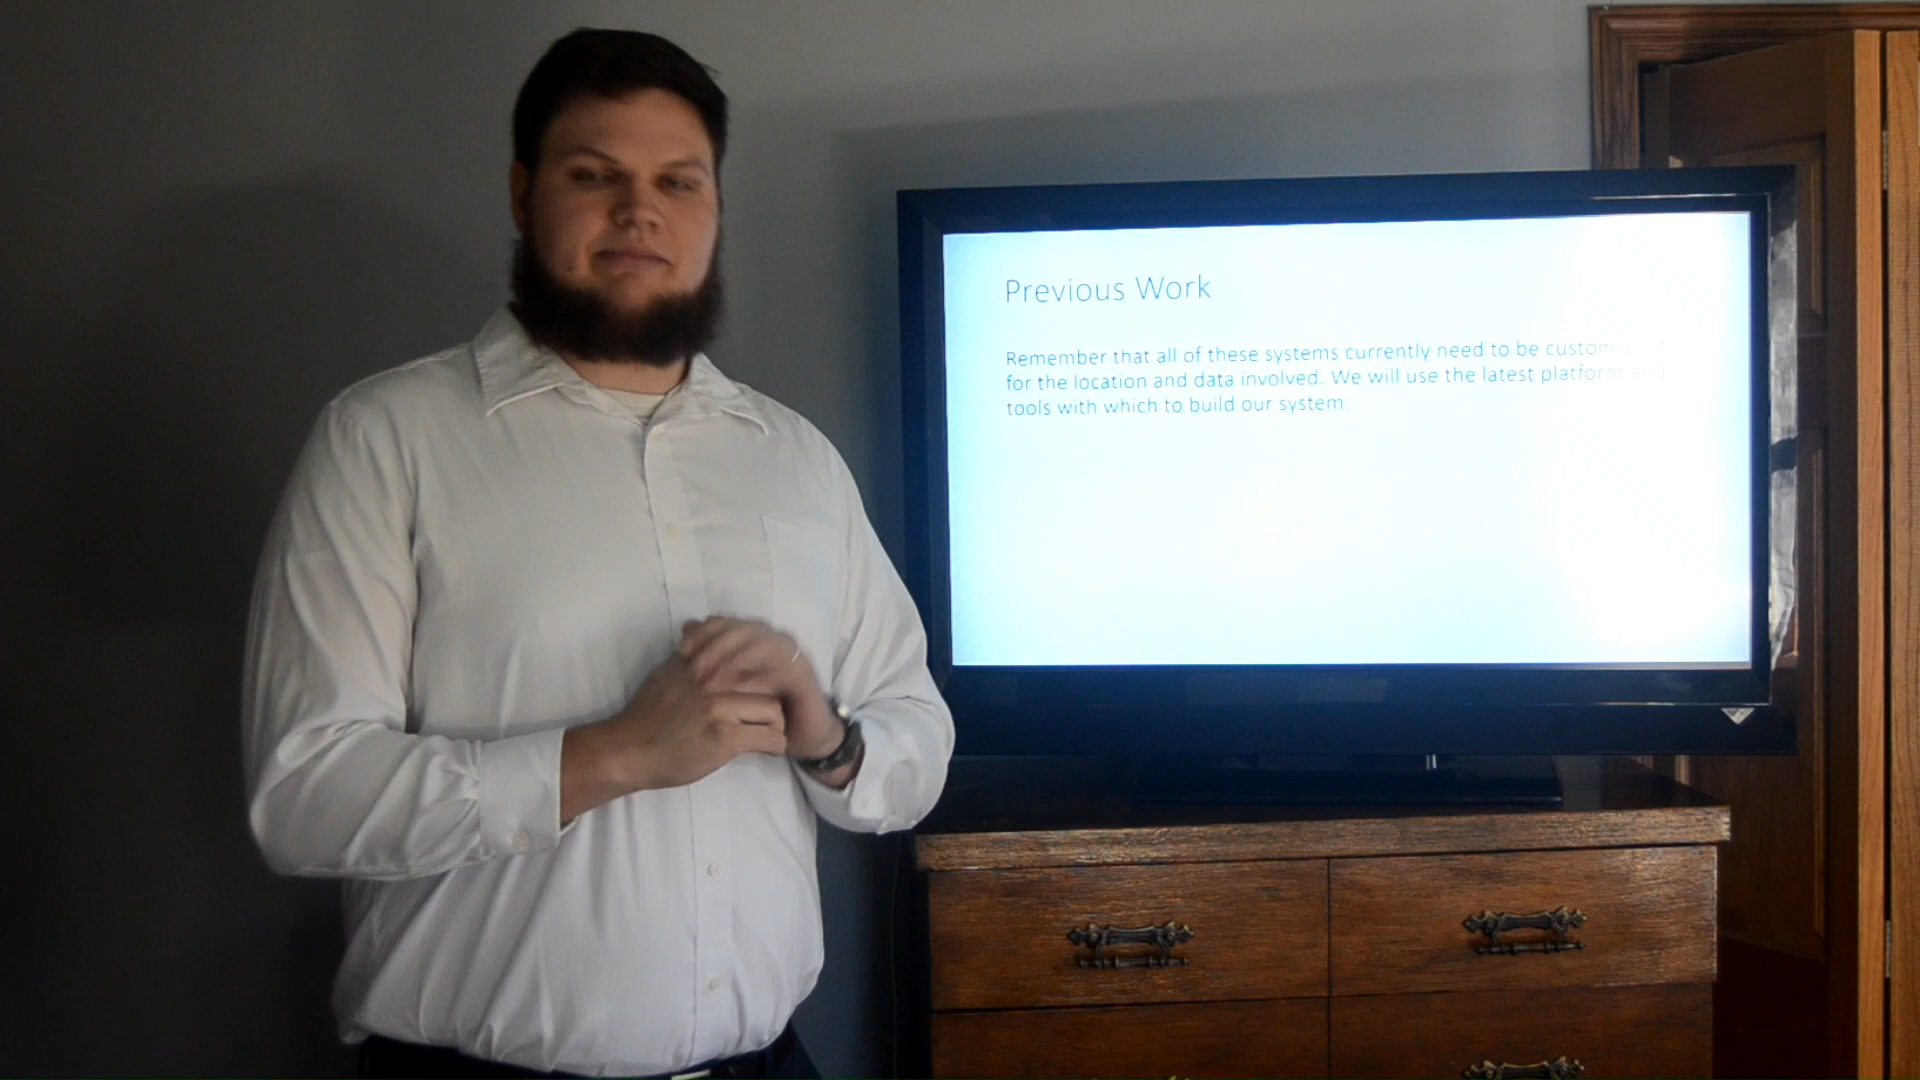 Previous Work
Remember that all of these systems currently need to be custom
for the location and data involved. We will use the latest platform and
tools with which to build our system.